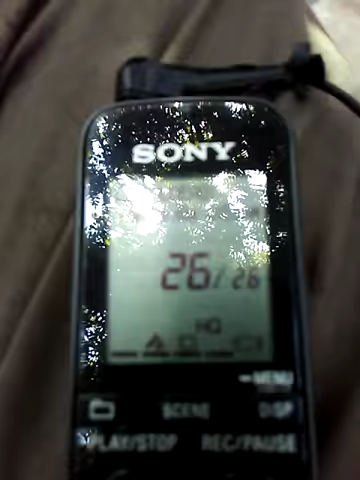 SONY
26/26
HQ
MENU
SCENE DISP
PLAY/STOP REC/PAUSE